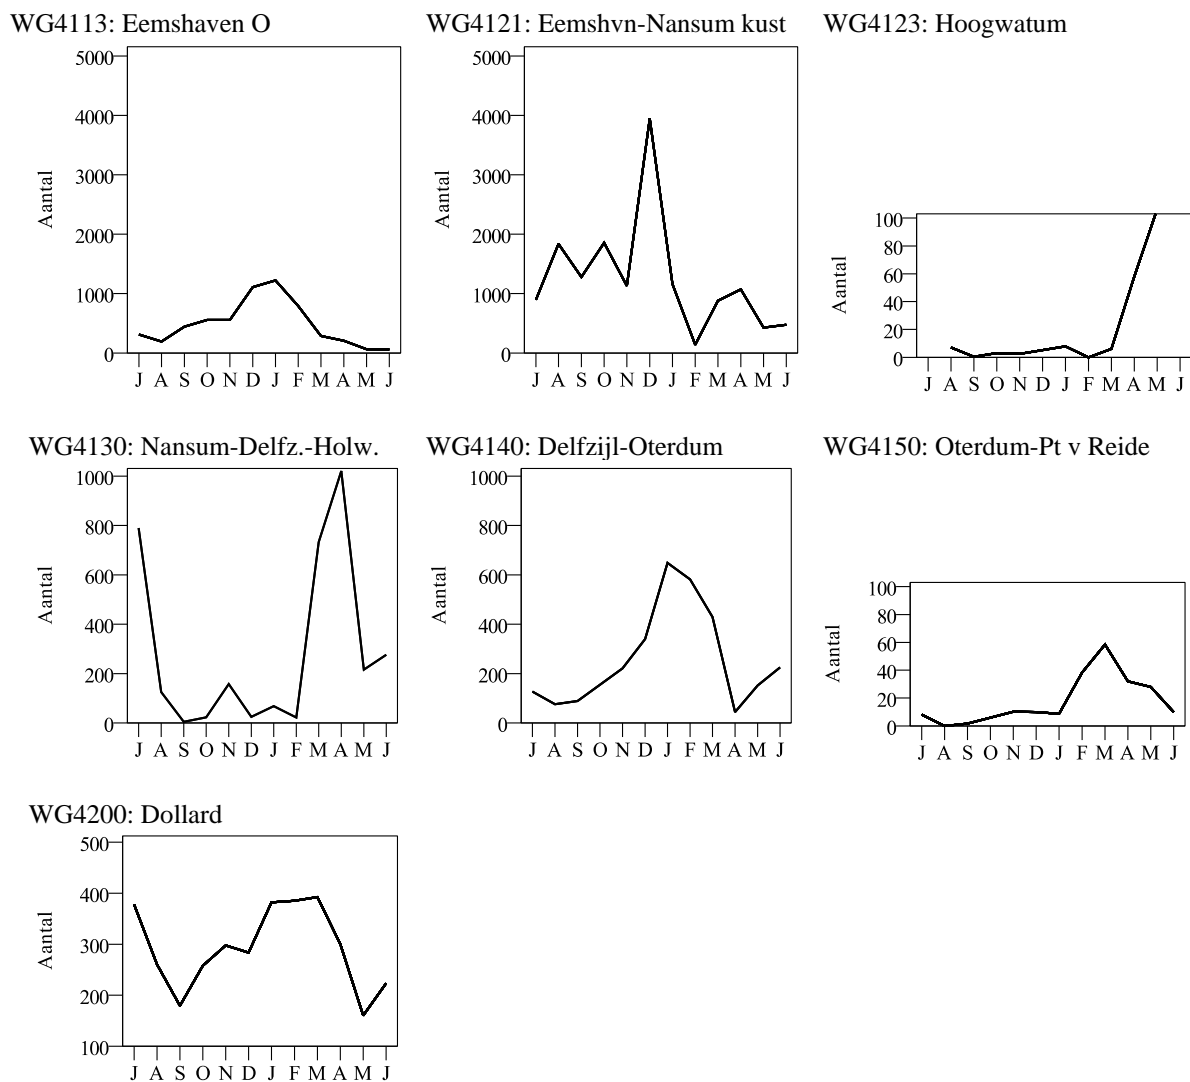 WG4113: Eemshaven O
5000
4000
3000
2000
1000
0
Aantal
J A S O N D J F M A M J
WG4121: Eemshvn-Nansum kust
5000
4000
3000
2000
1000
0
Aantal
J A S O N D J F M A M J
WG4123: Hoogwatum
100
80
60
40
20
0
Aantal
J A S O N D J F M A M J
WG4130: Nansum-Delfz.-Holw.
1000
800
600
400
200
0
Aantal
J A S O N D J F M A M J
WG4140: Delfzijl-Oterdum
1000
800
600
400
200
0
Aantal
J A S O N D J F M A M J
WG4150: Oterdum-Pt v Reide
100
80
60
40
20
0
Aantal
J A S O N D J F M A M J
WG4200: Dollard
500
400
300
200
100
Aantal
J A S O N D J F M A M J